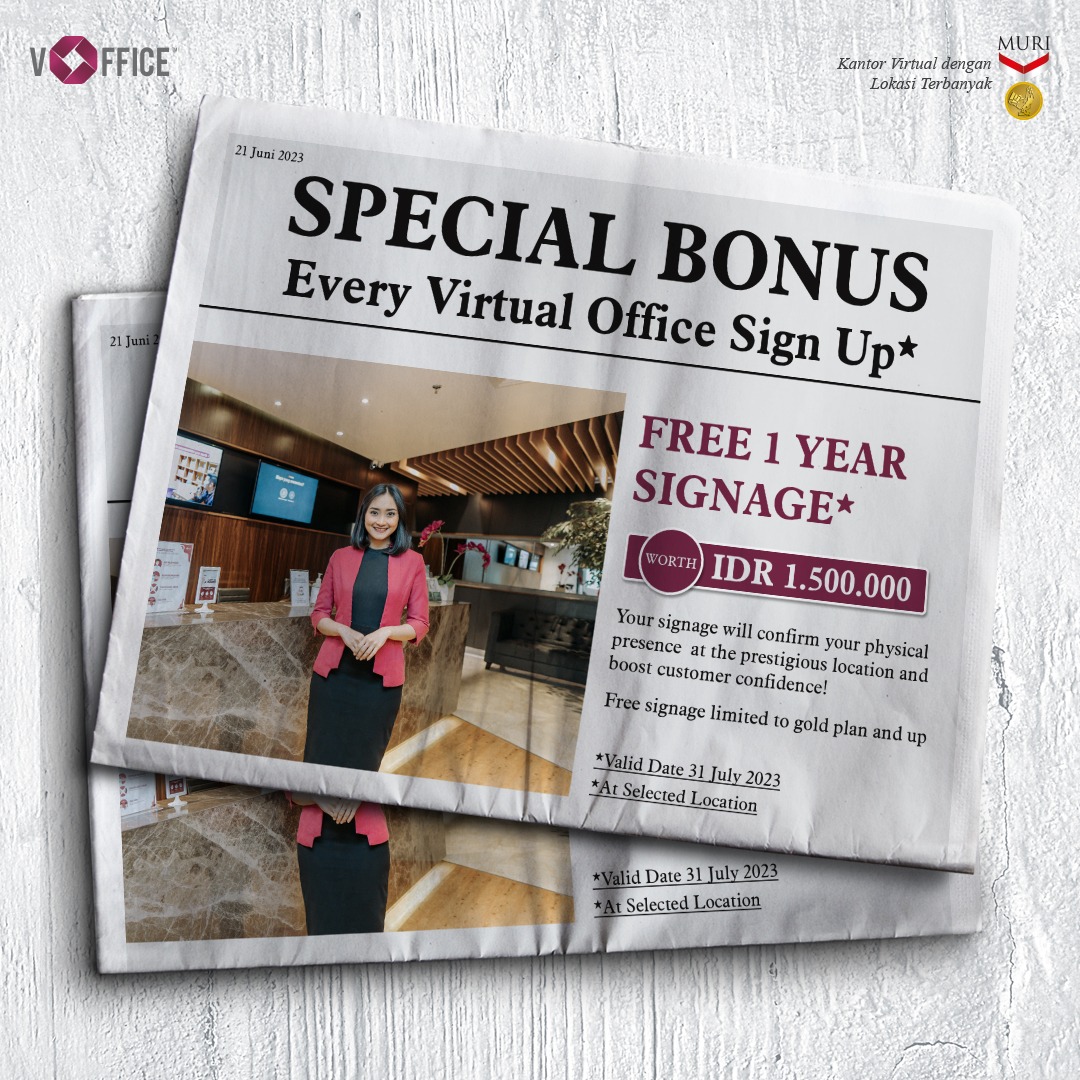 VOFFICE
MURI
Kantor Virtual dengan
Lokasi Terbanyak
21 Juni 2023
SPECIAL BONUS
Every Virtual Office Sign Up*
FREE 1 YEAR
SIGNAGE*
WORTH
IDR 1.500.000
Your signage will confirm your physical
presence at the prestigious location and
boost customer confidence!
Free signage limited to gold plan and up
*Valid Date 31 July 2023
*At Selected Location
21 Juni 2
*Valid Date 31 July 2023
*At Selected Location